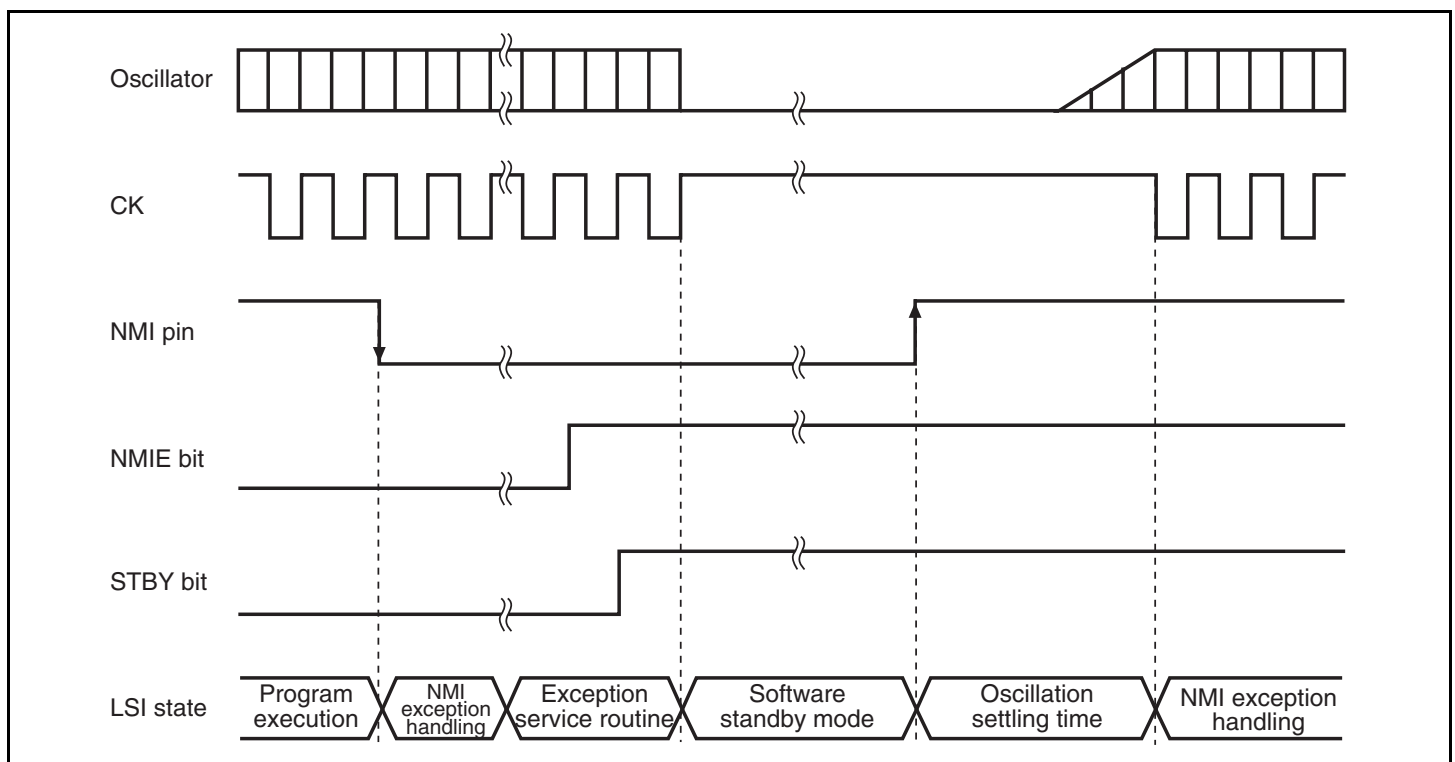 Oscillator
CK
NMI pin
NMIE bit
STBY bit
LSI state
Program
execution
NMI
exception
handling
Exception
service routine
Software
standby mode
Oscillation
settling time
NMI exception
handling